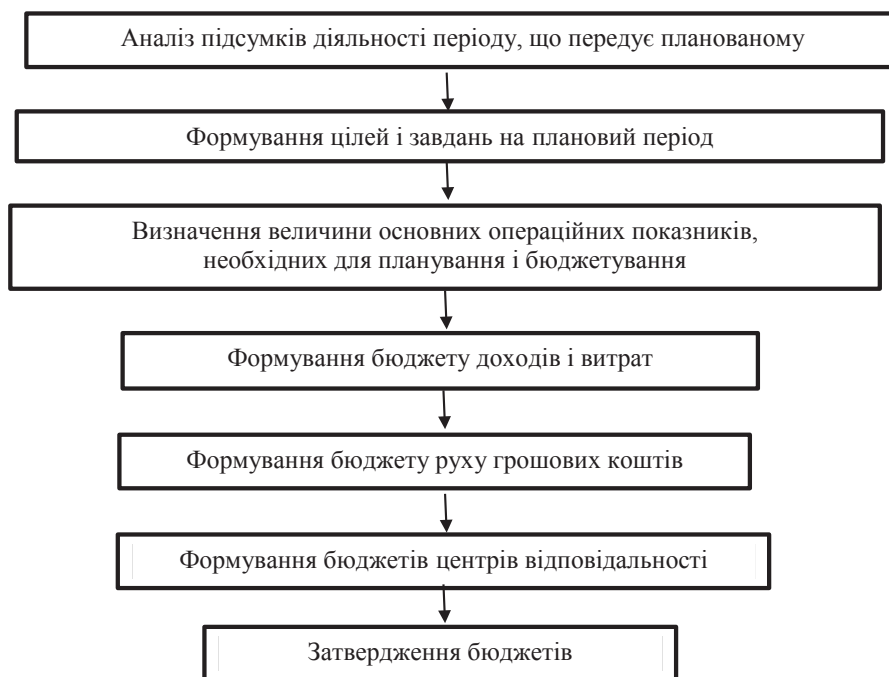 Аналіз підсумків діяльності періоду, що передує планованому
Формування цілей і завдань на плановий період
Визначення величини основних операційних показників,
необхідних для планування і бюджетування
Формування бюджету доходів і витрат
Формування бюджету руху грошових коштів
Формування бюджетів центрів відповідальності
Затвердження бюджетів